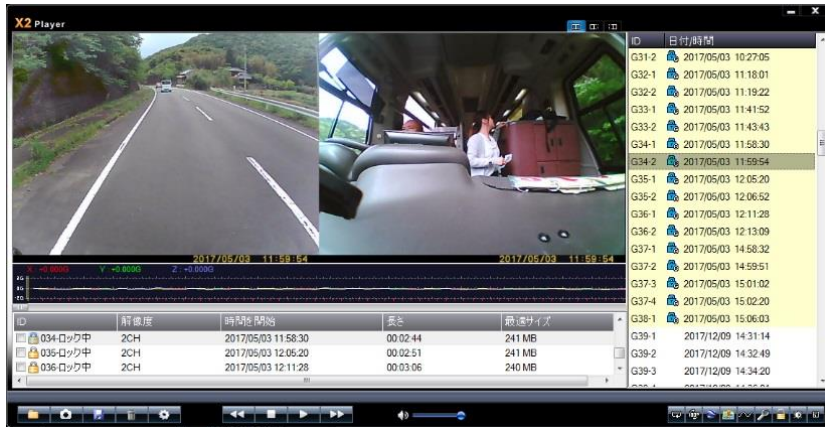 X2 Player
2017/05/03 11:59:54
2017/05/03 11:59:54
X : +0.000G Y : +0.000G Z : +0.000G
2G
-2G
ID 解像度 時間を開始 長さ 最適サイズ
034-ロック中 2CH 2017/05/03 11:58:30 00:02:44 241 MB
035-ロック中 2CH 2017/05/03 12:05:20 00:02:51 241 MB
036-ロック中 2CH 2017/05/03 12:11:28 00:03:06 240 MB
ID 日付/時間
G31-2 2017/05/03 10:27:05
G32-1 2017/05/03 11:18:01
G32-2 2017/05/03 11:19:22
G33-1 2017/05/03 11:41:52
G33-2 2017/05/03 11:43:43
G34-1 2017/05/03 11:58:30
G34-2 2017/05/03 11:59:54
G35-1 2017/05/03 12:05:20
G35-2 2017/05/03 12:06:52
G36-1 2017/05/03 12:11:28
G36-2 2017/05/03 12:13:09
G37-1 2017/05/03 14:58:32
G37-2 2017/05/03 14:59:51
G37-3 2017/05/03 15:01:02
G37-4 2017/05/03 15:02:20
G38-1 2017/05/03 15:06:03
G39-1 2017/12/09 14:31:14
G39-2 2017/12/09 14:32:49
G39-3 2017/12/09 14:34:20